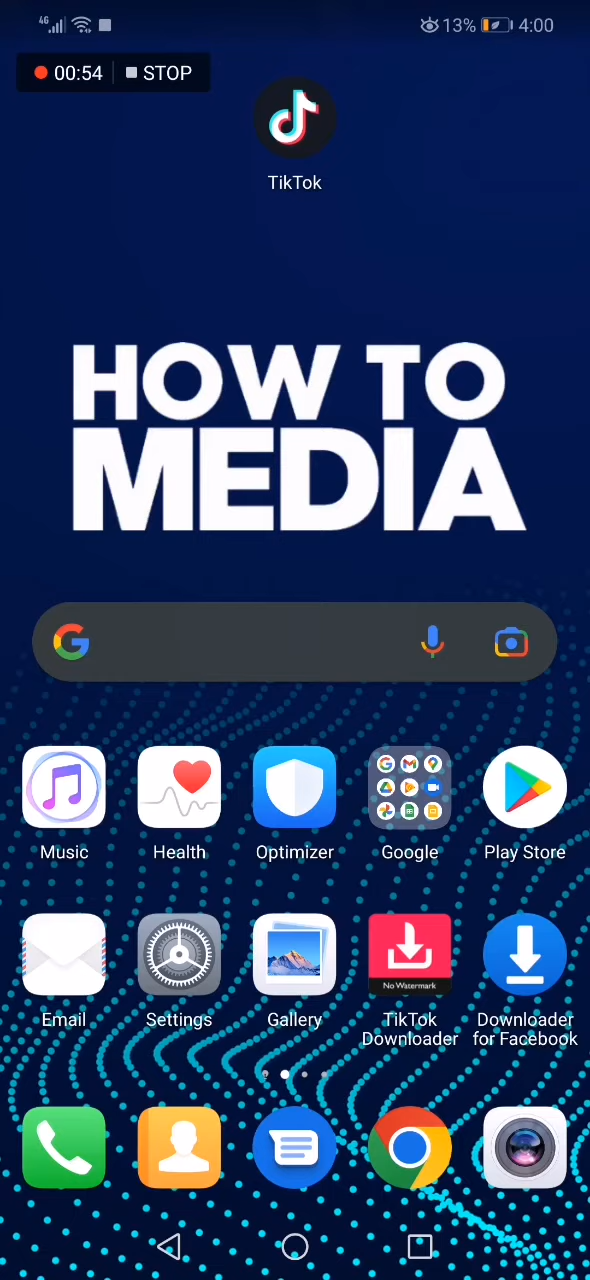 4G 13% 4:00
00:54 STOP
TikTok
HOW TO
MEDIA
Music Health Optimizer Google Play Store
No Watermark
Email Settings Gallery TikTok Downloader
Downloader for Facebook